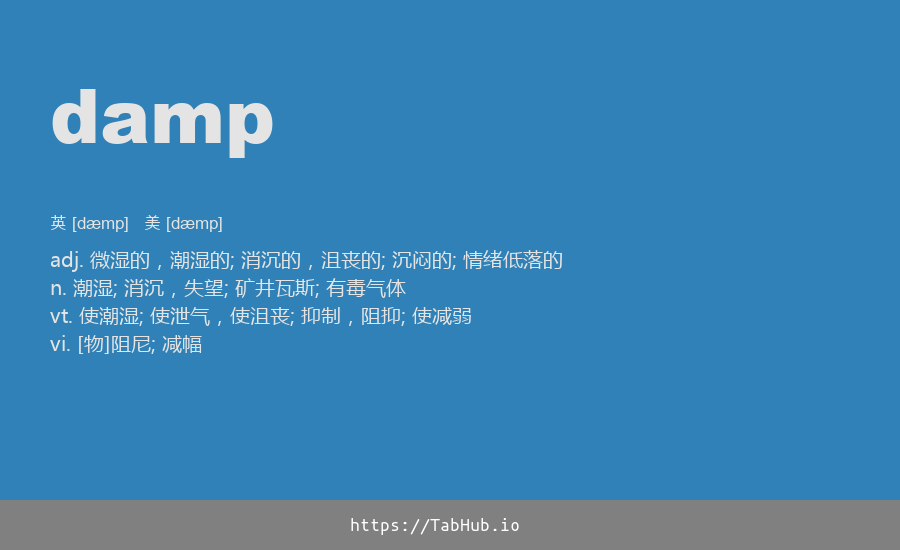 damp
英 [dæmp]   美 [dæmp]
adj. 微湿的，潮湿的; 消沉的，沮丧的; 沉闷的; 情绪低落的
n. 潮湿; 消沉，失望; 矿井瓦斯; 有毒气体
vt. 使潮湿; 使泄气，使沮丧; 抑制，阻抑; 使减弱
vi. [物]阻尼; 减幅
https://TabHub.io